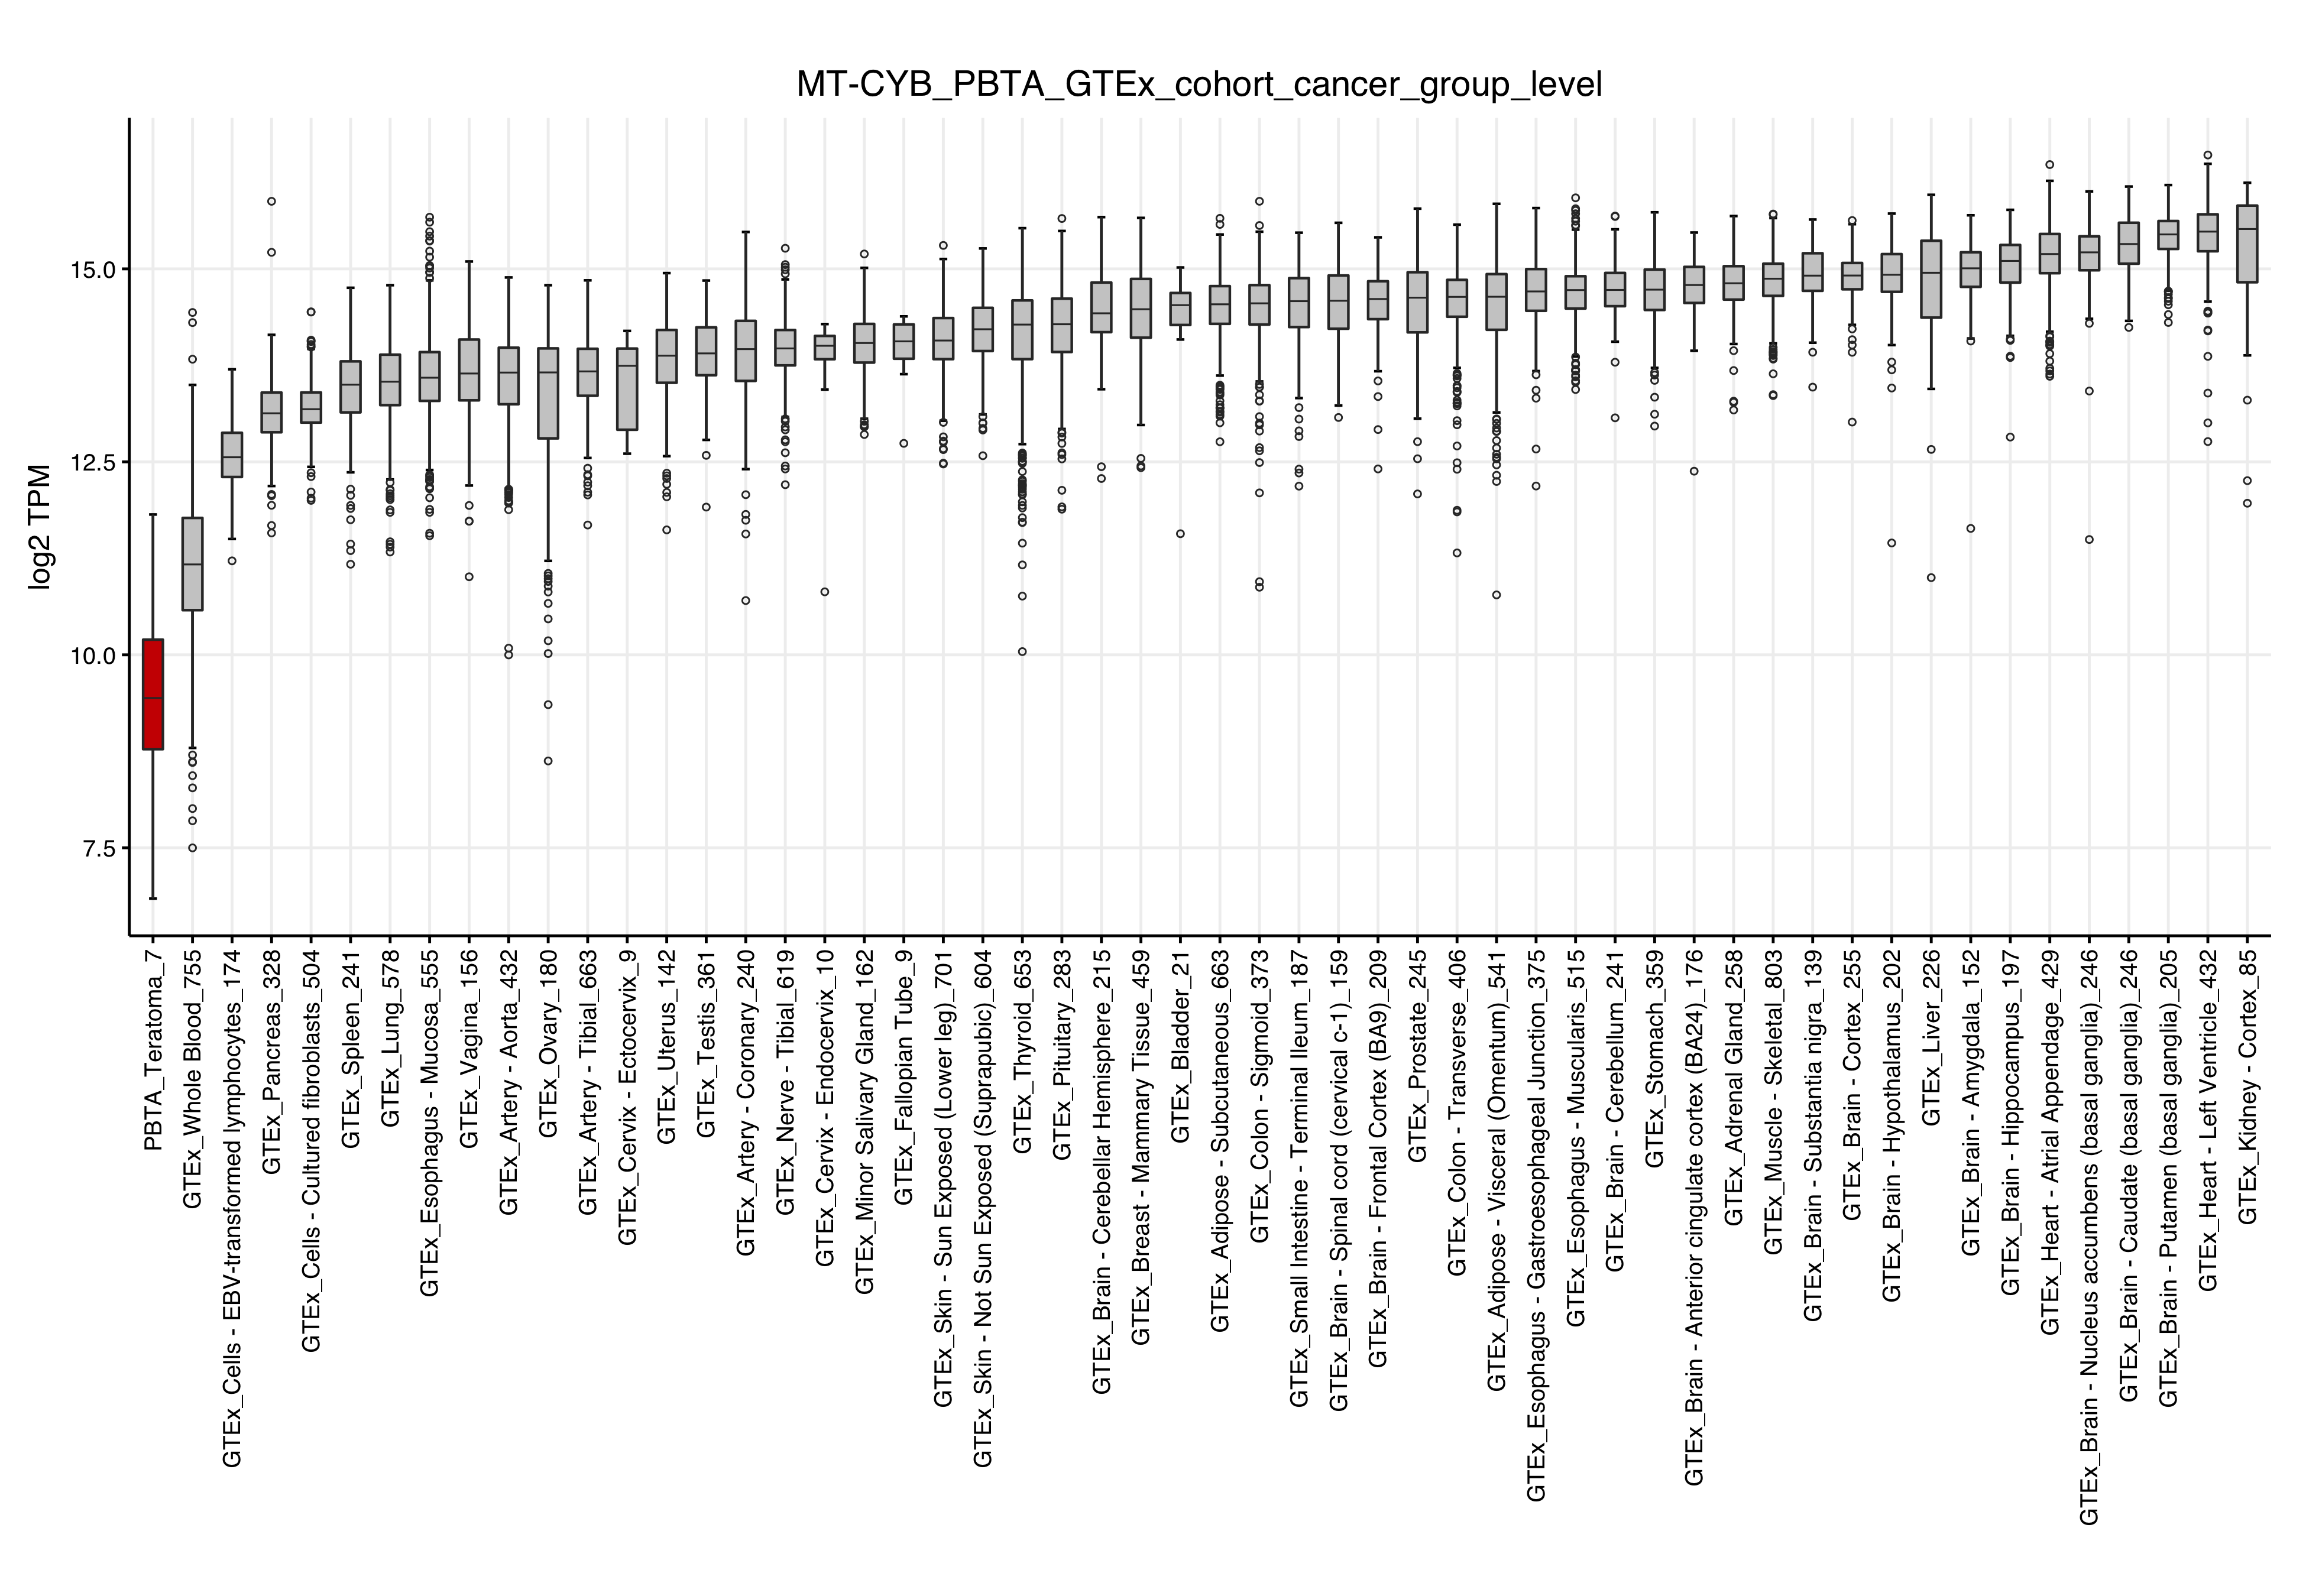 MT-CYB_PBTA_GTEx_cohort_cancer_group_level
log2 TPM
15.0
12.5
10.0
7.5
PBTA_Teratoma_7
GTEx_Whole Blood_755
GTEx_Cells - EBV-transformed lymphocytes_174
GTEx_Pancreas_328
GTEx_Cells - Cultured fibroblasts_504
GTEx_Spleen_241
GTEx_Lung_578
GTEx_Esophagus - Mucosa_555
GTEx_Vagina_156
GTEx_Artery - Aorta_432
GTEx_Ovary_180
GTEx_Artery - Tibial_663
GTEx_Cervix - Ectocervix_9
GTEx_Uterus_142
GTEx_Testis_361
GTEx_Artery - Coronary_240
GTEx_Nerve - Tibial_619
GTEx_Cervix - Endocervix_10
GTEx_Minor Salivary Gland_162
GTEx_Fallopian Tube_9
GTEx_Skin - Sun Exposed (Lower leg)_701
GTEx_Skin - Not Sun Exposed (Suprapubic)_604
GTEx_Thyroid_653
GTEx_Pituitary_283
GTEx_Brain - Cerebellar Hemisphere_215
GTEx_Breast - Mammary Tissue_459
GTEx_Bladder_21
GTEx_Adipose - Subcutaneous_663
GTEx_Colon - Sigmoid_373
GTEx_Small Intestine - Terminal Ileum_187
GTEx_Brain - Spinal cord (cervical c-1)_159
GTEx_Brain - Frontal Cortex (BA9)_209
GTEx_Prostate_245
GTEx_Colon - Transverse_406
GTEx_Adipose - Visceral (Omentum)_541
GTEx_Esophagus - Gastroesophageal Junction_375
GTEx_Esophagus - Muscularis_515
GTEx_Brain - Cerebellum_241
GTEx_Stomach_359
GTEx_Brain - Anterior cingulate cortex (BA24)_176
GTEx_Adrenal Gland_258
GTEx_Muscle - Skeletal_803
GTEx_Brain - Substantia nigra_139
GTEx_Brain - Cortex_255
GTEx_Brain - Hypothalamus_202
GTEx_Liver_226
GTEx_Brain - Amygdala_152
GTEx_Brain - Hippocampus_197
GTEx_Heart - Atrial Appendage_429
GTEx_Brain - Nucleus accumbens (basal ganglia)_246
GTEx_Brain - Caudate (basal ganglia)_246
GTEx_Brain - Putamen (basal ganglia)_205
GTEx_Heart - Left Ventricle_432
GTEx_Kidney - Cortex_85